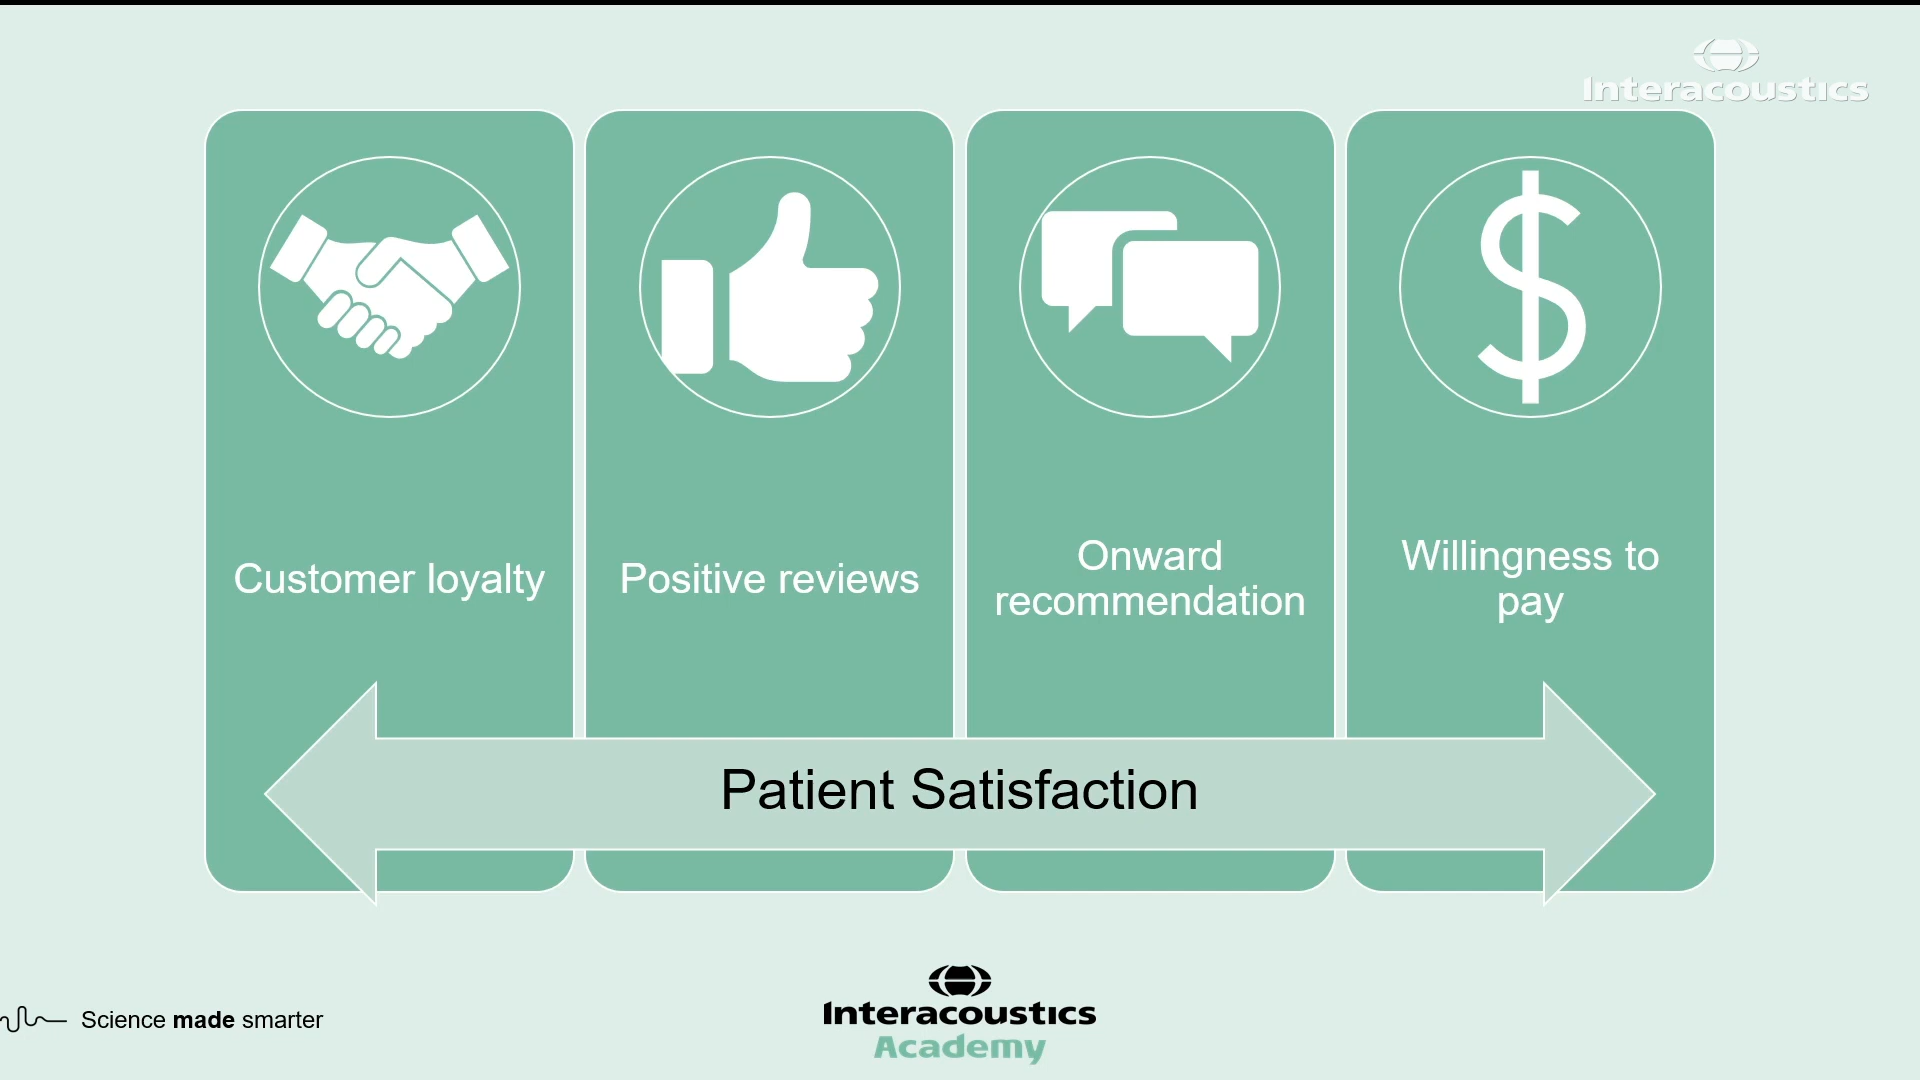 Interacoustics
Customer loyalty
Positive reviews
Onward
recommendation
Willingness to
pay
Patient Satisfaction
Science made smarter
Interacoustics
Academy